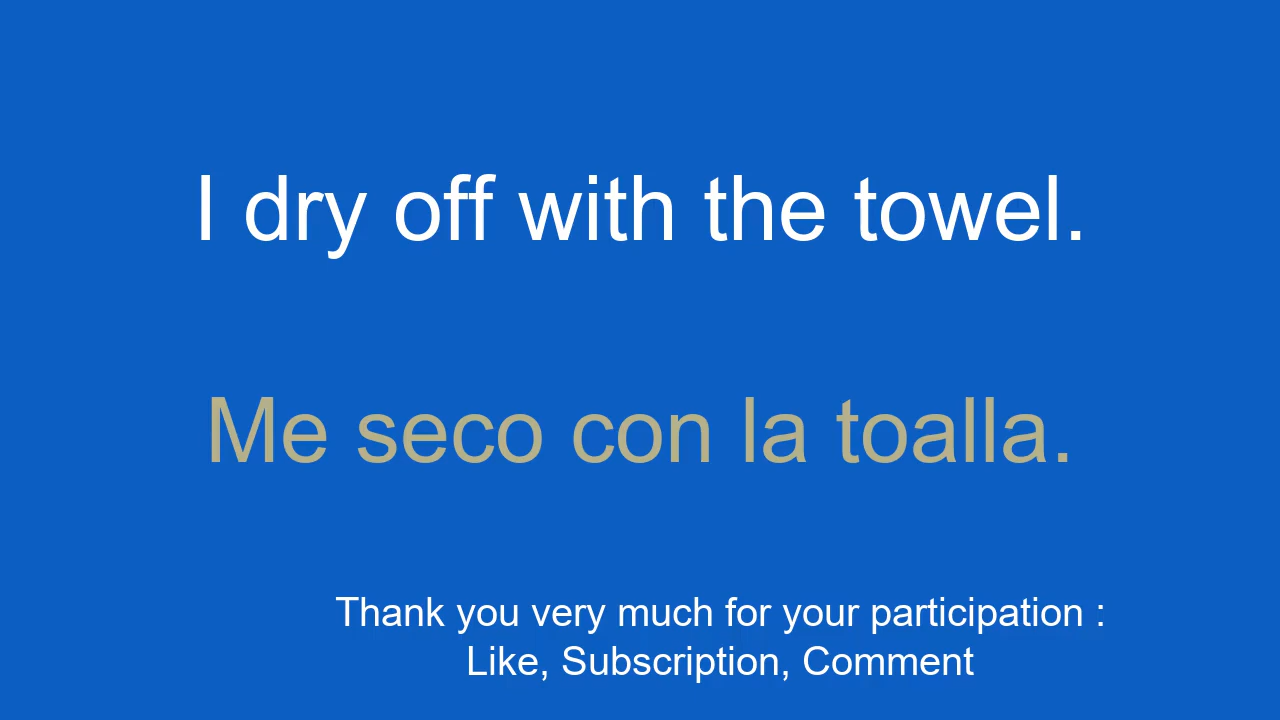 I dry off with the towel.
Me seco con la toalla.
Thank you very much for your participation :
Like, Subscription, Comment